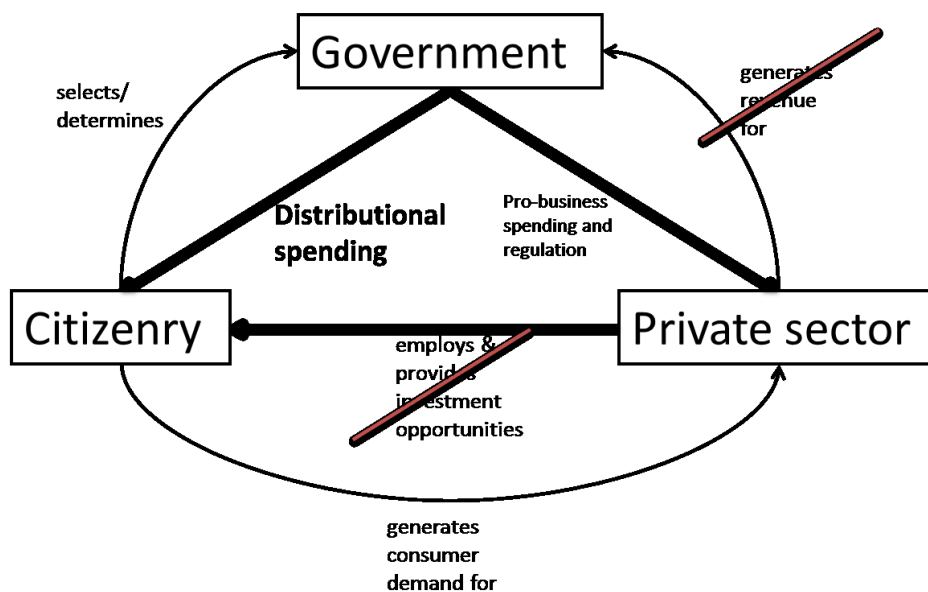 Government
selects/
determines
generates
revenue
for
Distributional
spending
Pro-business
spending and
regulation
Citizenry
Private sector
employs &
provides
investment
opportunities
generates
consumer
demand for